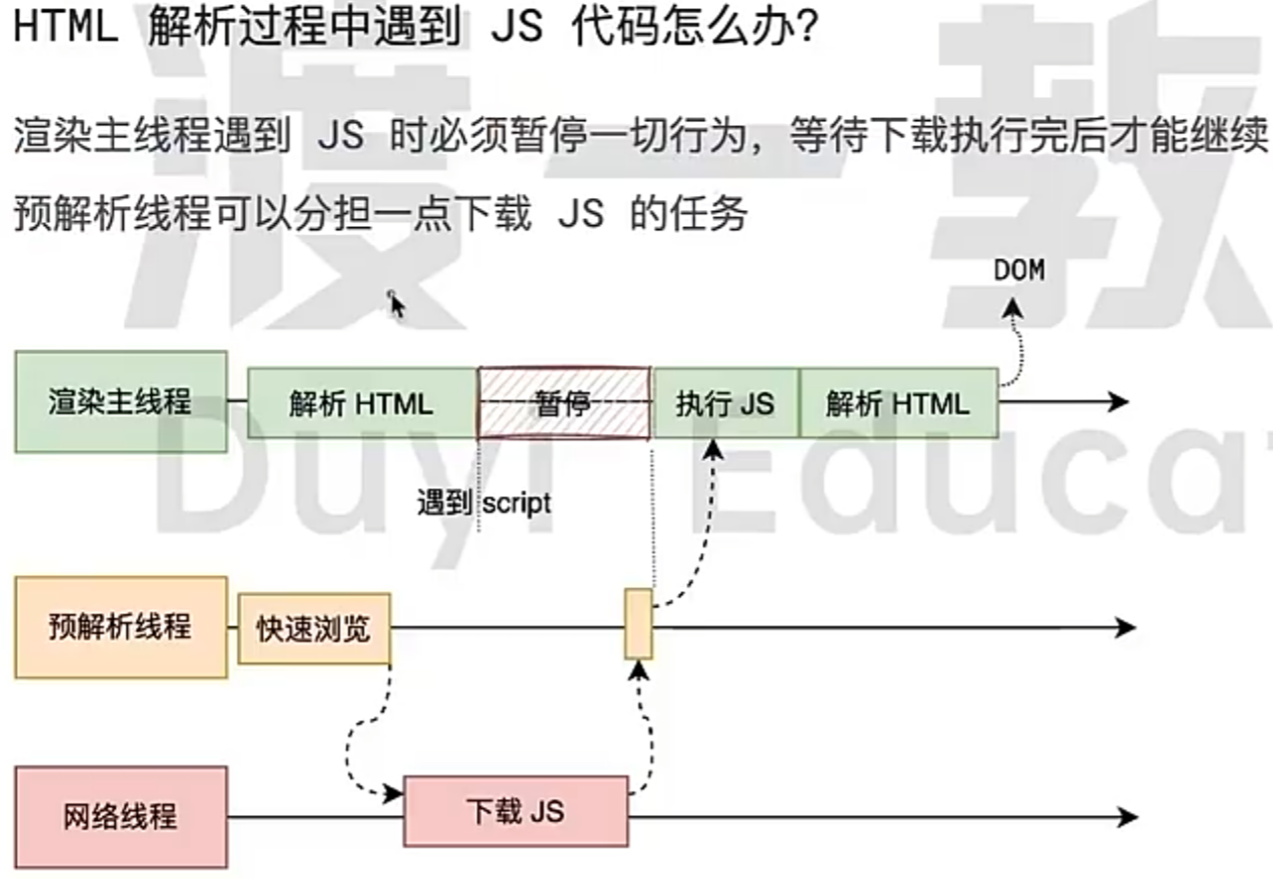 HTML 解析过程中遇到 JS 代码怎么办?
渲染主线程遇到 JS 时必须暂停一切行为，等待下载执行完后才能继续
预解析线程可以分担一点下载 JS 的任务
DOM
渲染主线程
解析 HTML
暂停
执行 JS
解析 HTML
遇到 script
预解析线程
快速浏览
网络线程
下载 JS
渡一教
Duyi Educat